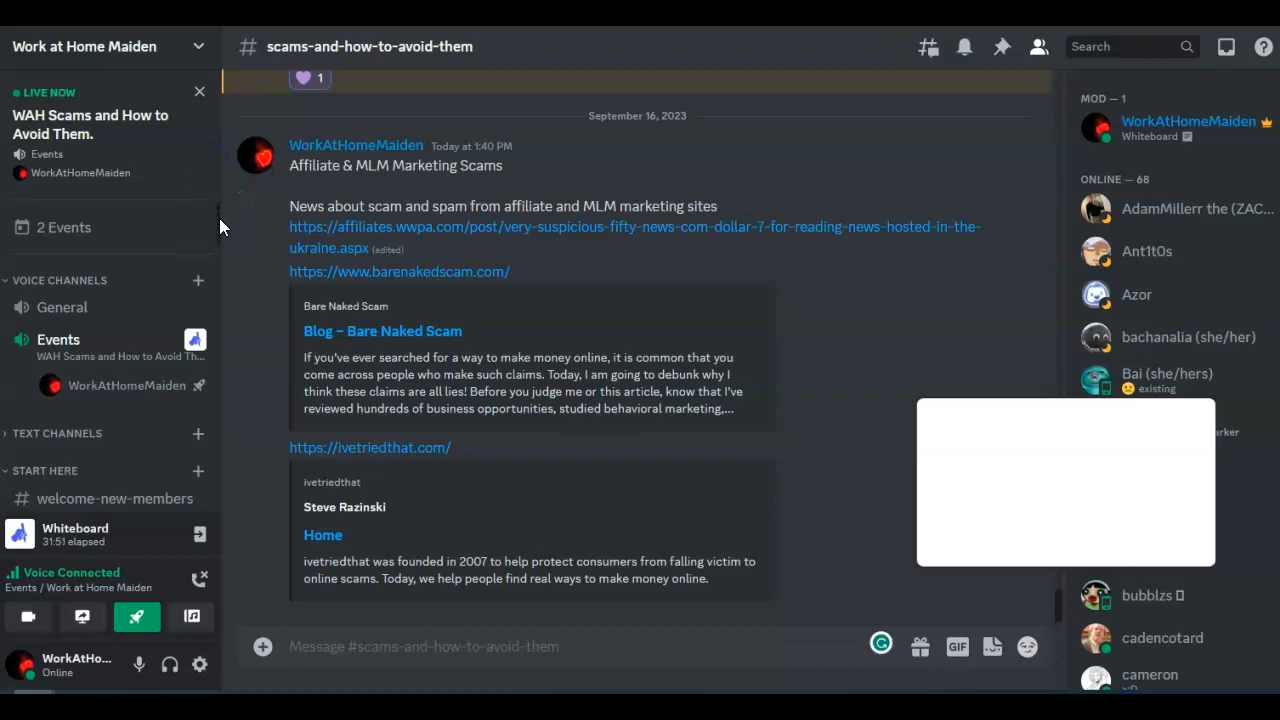 Work at Home Maiden
LIVE NOW
WAH Scams and How to
Avoid Them.
Events
WorkAtHomeMaiden
2 Events
VOICE CHANNELS
General
Events
WAH Scams and How to Avoid Th...
WorkAtHomeMaiden
TEXT CHANNELS
START HERE
welcome-new-members
Whiteboard
31:51 elapsed
Voice Connected
Events / Work at Home Maiden
WorkAtHo...
Online
scams-and-how-to-avoid-them
Search
1
September 16, 2023
WorkAtHomeMaiden Today at 1:40 PM
Affiliate & MLM Marketing Scams
News about scam and spam from affiliate and MLM marketing sites
https://affiliates.wwpa.com/post/very-suspicious-fifty-news-com-dollar-7-for-reading-news-hosted-in-the-
ukraine.aspx (edited)
https://www.barenakedscam.com/
Bare Naked Scam
Blog – Bare Naked Scam
If you've ever searched for a way to make money online, it is common that you
come across people who make such claims. Today, I am going to debunk why I
think these claims are all lies! Before you judge me or this article, know that I've
reviewed hundreds of business opportunities, studied behavioral marketing,...
https://ivetriedthat.com/
ivetriedthat
Steve Razinski
Home
ivetriedthat was founded in 2007 to help protect consumers from falling victim to
online scams. Today, we help people find real ways to make money online.
Message #scams-and-how-to-avoid-them
GIF
MOD — 1
WorkAtHomeMaiden
Whiteboard
ONLINE — 68
AdamMillerr the (ZAC...
Ant1t0s
Azor
bachanalia (she/her)
Bai (she/hers)
existing
arker
bubblzs
cadencotard
cameron